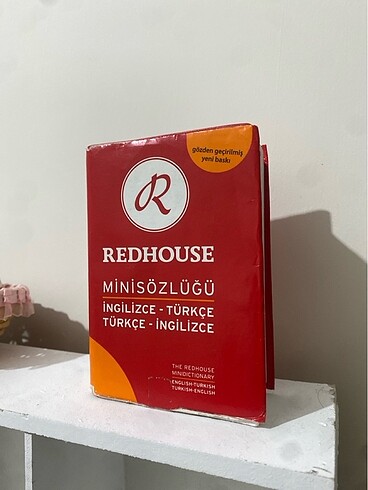 gözden geçirilmiş
yeni baskı
R
REDHOUSE
MİNİSÖZLÜĞÜ
İNGİLİZCE - TÜRKÇE
TÜRKÇE - İNGİLİZCE
THE REDHOUSE
MINIDICTIONARY
ENGLISH-TURKISH
TURKISH-ENGLISH